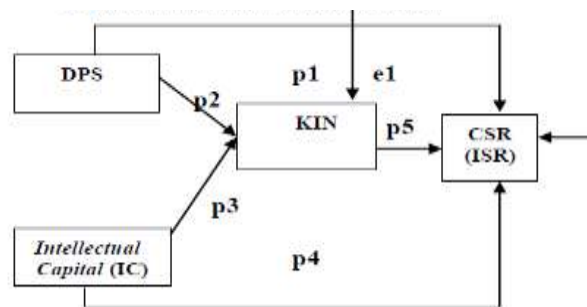 DPS
p1
e1
p2
KIN
p5
CSR
(ISR)
p3
Intellectual
Capital (IC)
p4